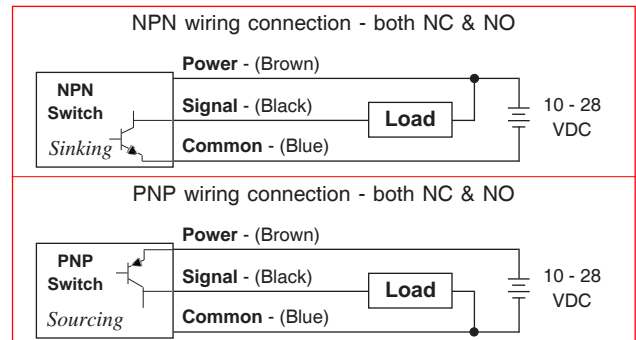 NPN wiring connection - both NC & NO
Power - (Brown)
NPN
Switch
Signal - (Black)
Load
10 - 28
VDC
Sinking
Common - (Blue)
PNP wiring connection - both NC & NO
Power - (Brown)
PNP
Switch
Signal - (Black)
Load
10 - 28
VDC
Sourcing
Common - (Blue)